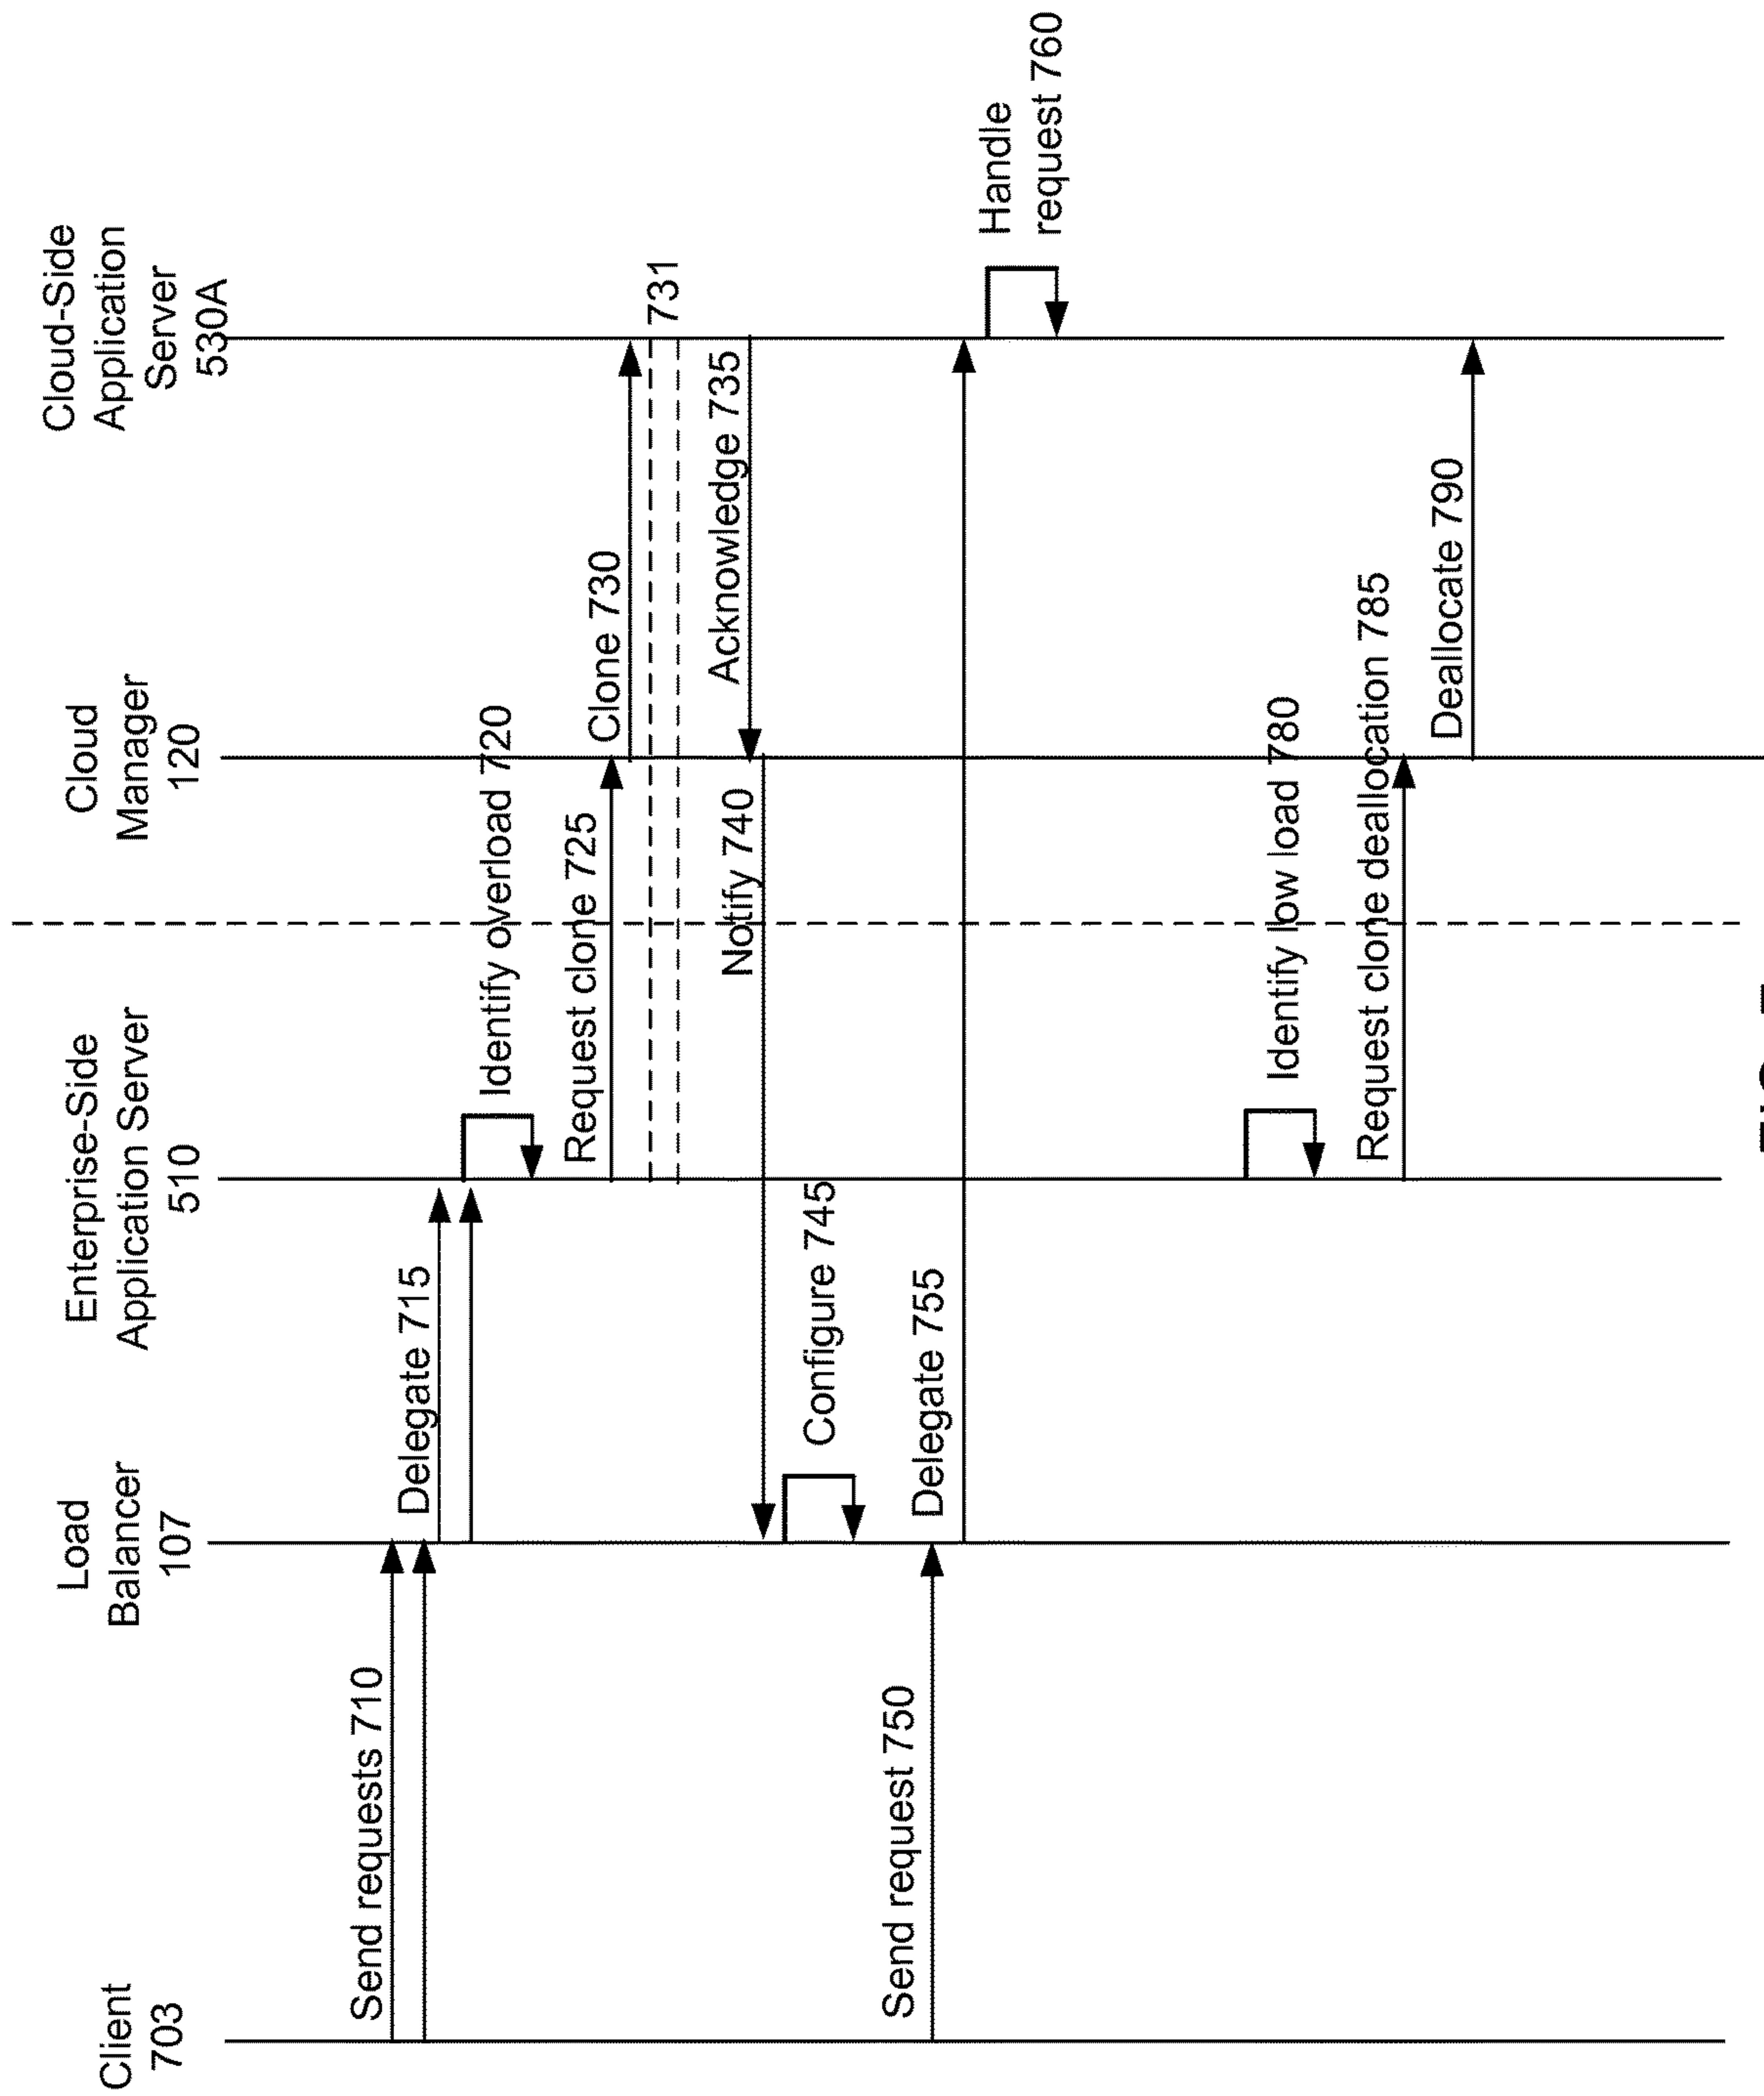 Client
703
Load
Balancer
107
Enterprise-Side
Application Server
510
Cloud
Manager
120
Cloud-Side
Application
Server
530A
Send requests 710
Delegate 715
Identify overload 720
Request clone 725
Clone 730
731
Acknowledge 735
Notify 740
Configure 745
Send request 750
Delegate 755
Handle
request 760
Identify low load 780
Request clone deallocation 785
Deallocate 790